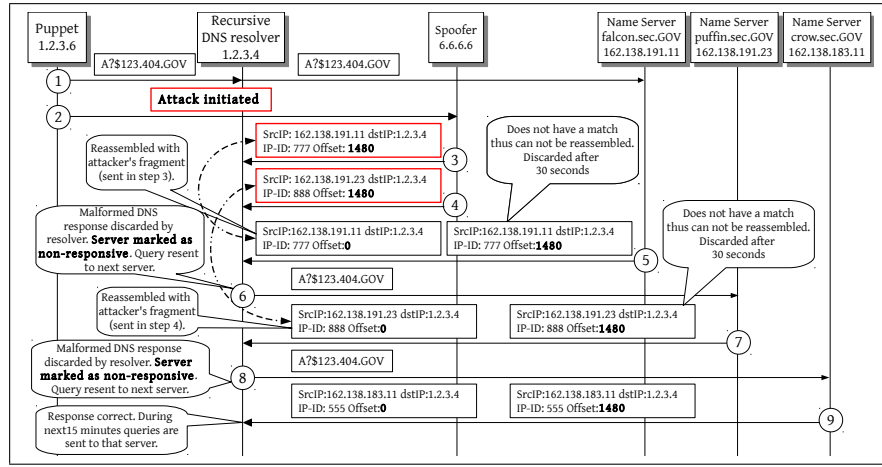 Puppet
1.2.3.6
Recursive
DNS resolver
1.2.3.4
Spoofer
6.6.6.6
Name Server
falcon.sec.GOV
162.138.191.11
Name Server
puffin.sec.GOV
162.138.191.23
Name Server
crow.sec.GOV
162.138.183.11
A?$123.404.GOV
A?$123.404.GOV
1
Attack initiated
2
Reassembled with
attacker's fragment
(sent in step 3).
SrcIP: 162.138.191.11 dstIP:1.2.3.4
IP-ID: 777 Offset: 1480
3
Does not have a match
thus can not be reassembled.
Discarded after
30 seconds
SrcIP: 162.138.191.23 dstIP:1.2.3.4
IP-ID: 888 Offset: 1480
4
Malformed DNS
response discarded by
resolver. Server marked as
non-responsive. Query resent
to next server.
SrcIP:162.138.191.11 dstIP:1.2.3.4
IP-ID: 777 Offset:0
SrcIP:162.138.191.11 dstIP:1.2.3.4
IP-ID: 777 Offset:1480
5
Does not have a match
thus can not be reassembled.
Discarded after
30 seconds
A?$123.404.GOV
6
Reassembled with
attacker's fragment
(sent in step 4).
SrcIP:162.138.191.23 dstIP:1.2.3.4
IP-ID: 888 Offset:0
SrcIP:162.138.191.23 dstIP:1.2.3.4
IP-ID: 888 Offset:1480
7
Malformed DNS response
discarded by resolver. Server
marked as non-responsive.
Query resent to next server.
A?$123.404.GOV
8
SrcIP:162.138.183.11 dstIP:1.2.3.4
IP-ID: 555 Offset:0
SrcIP:162.138.183.11 dstIP:1.2.3.4
IP-ID: 555 Offset:1480
9
Response correct. During
next15 minutes queries are
sent to that server.